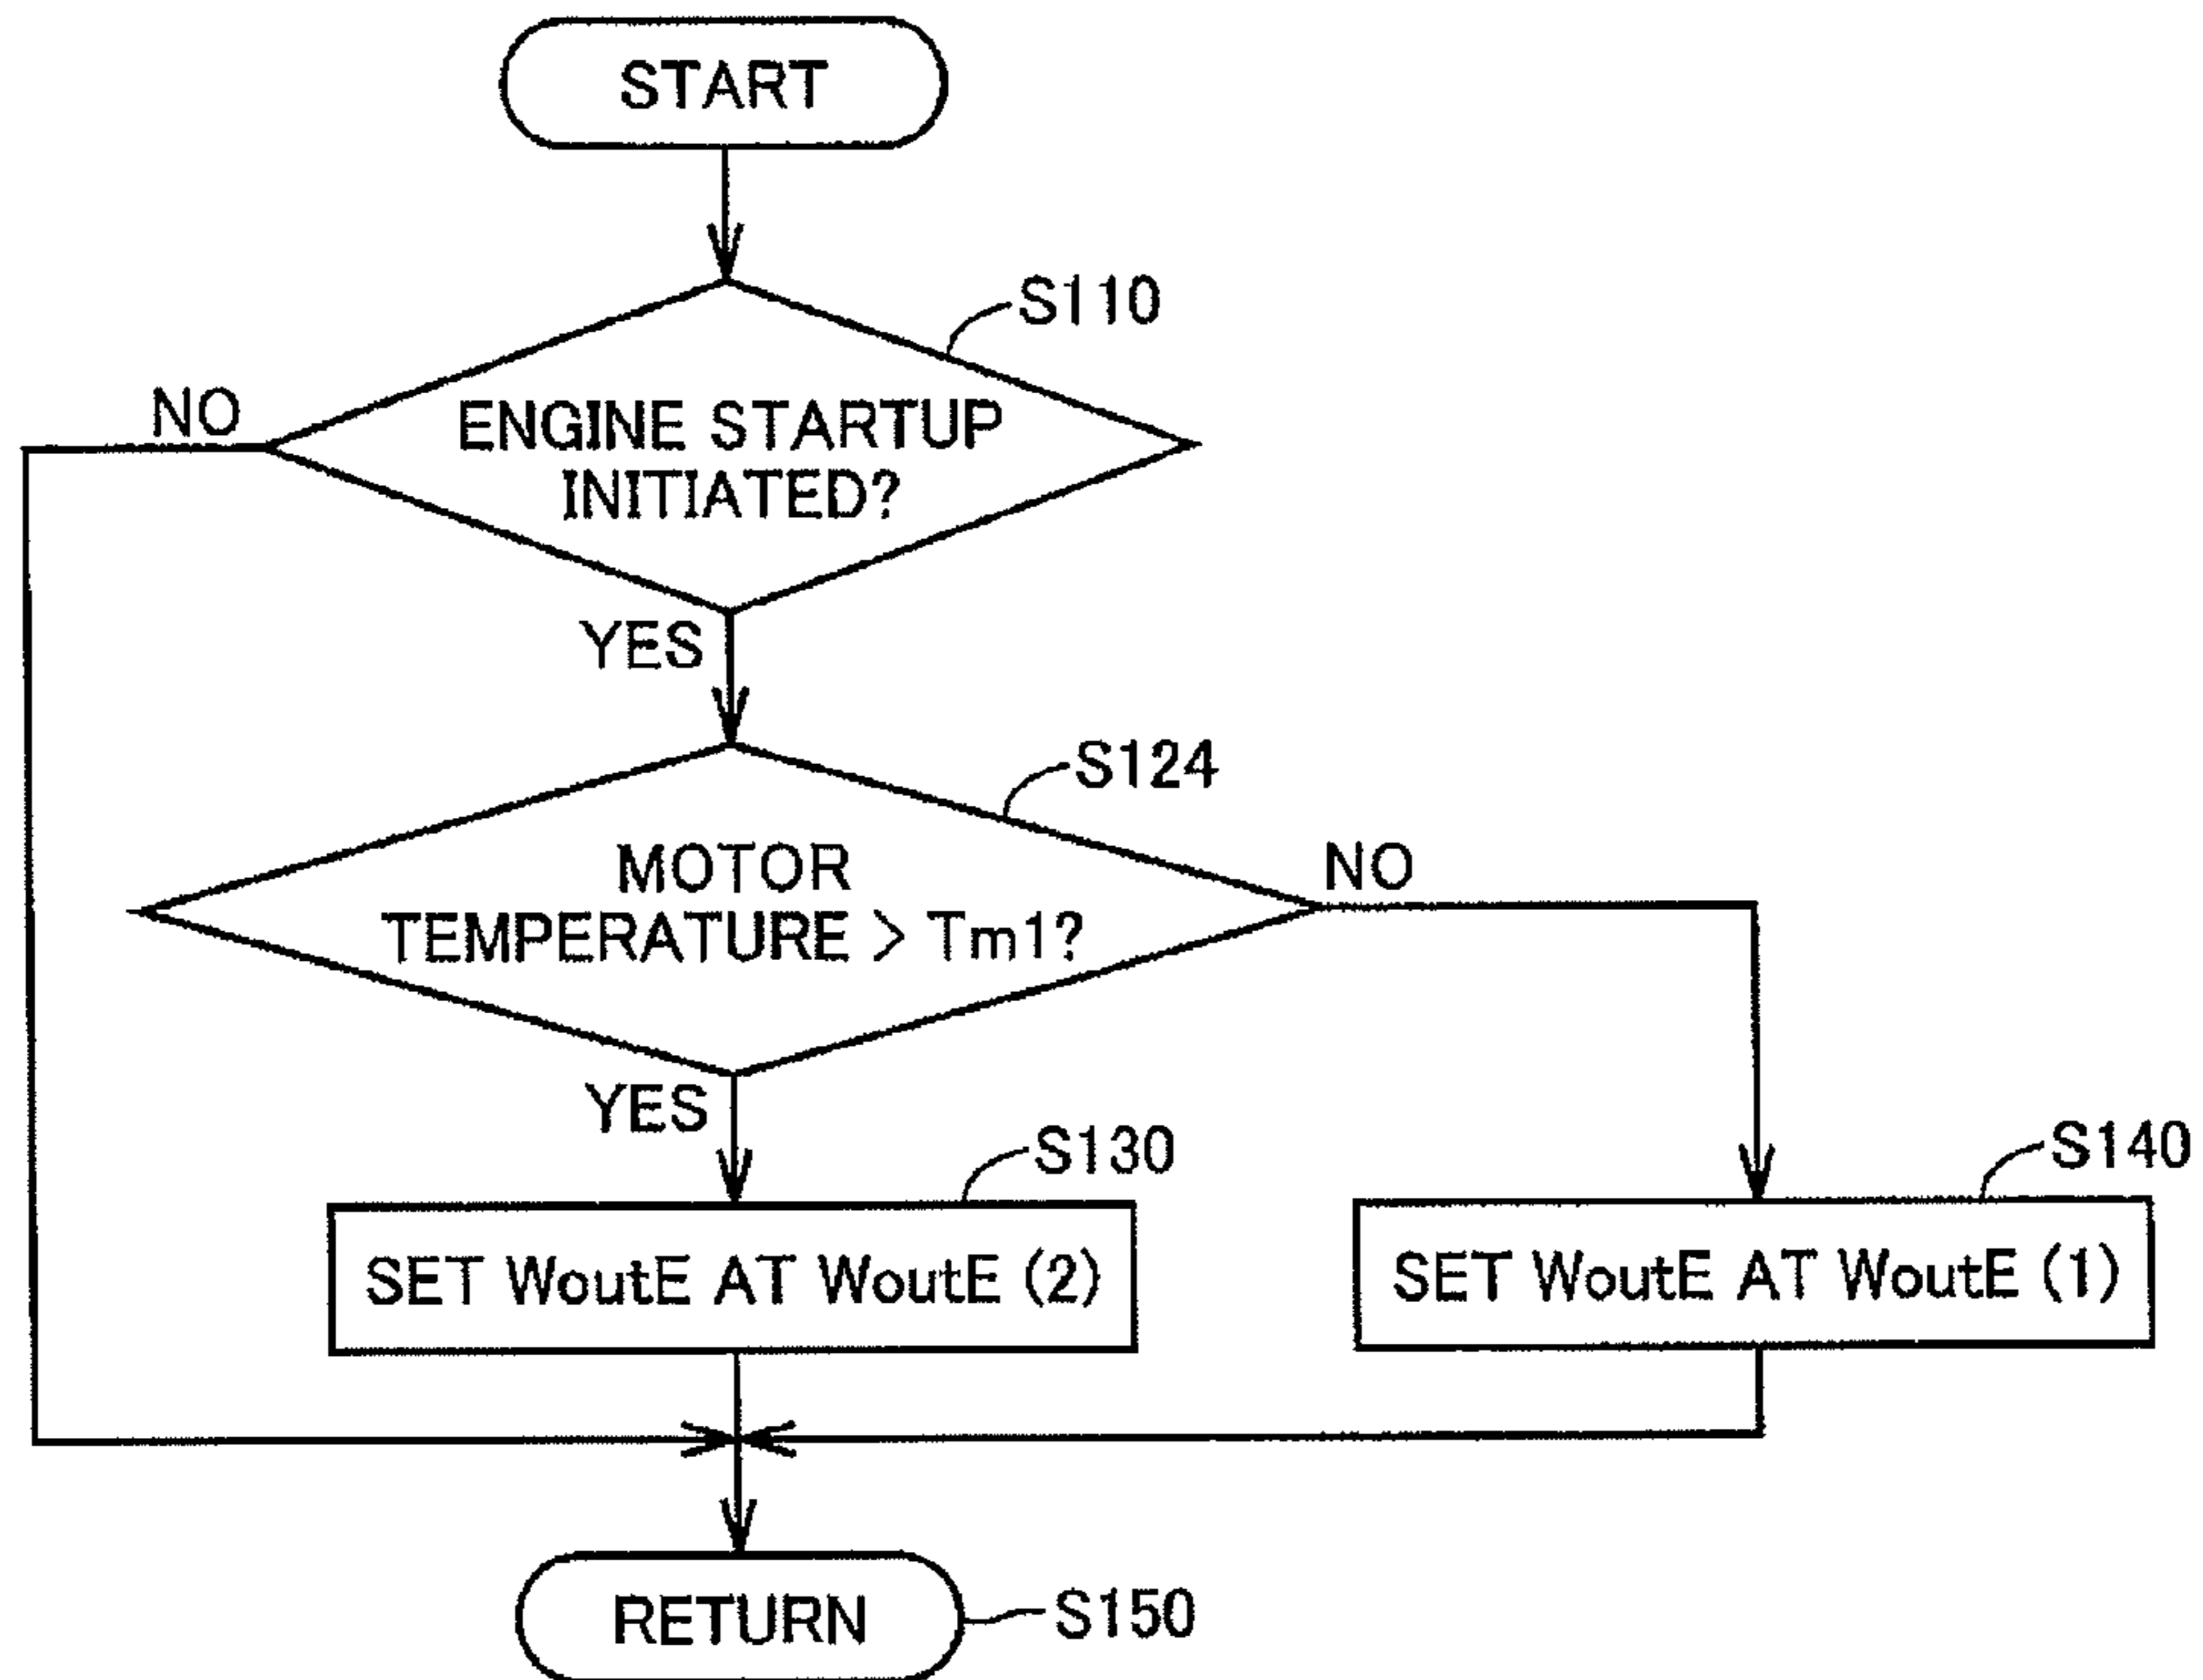 START
S110
NO
ENGINE STARTUP
INITIATED?
YES
S124
MOTOR
TEMPERATURE > Tm1?
NO
YES
S130
S140
SET WoutE AT WoutE (2)
SET WoutE AT WoutE (1)
RETURN
S150